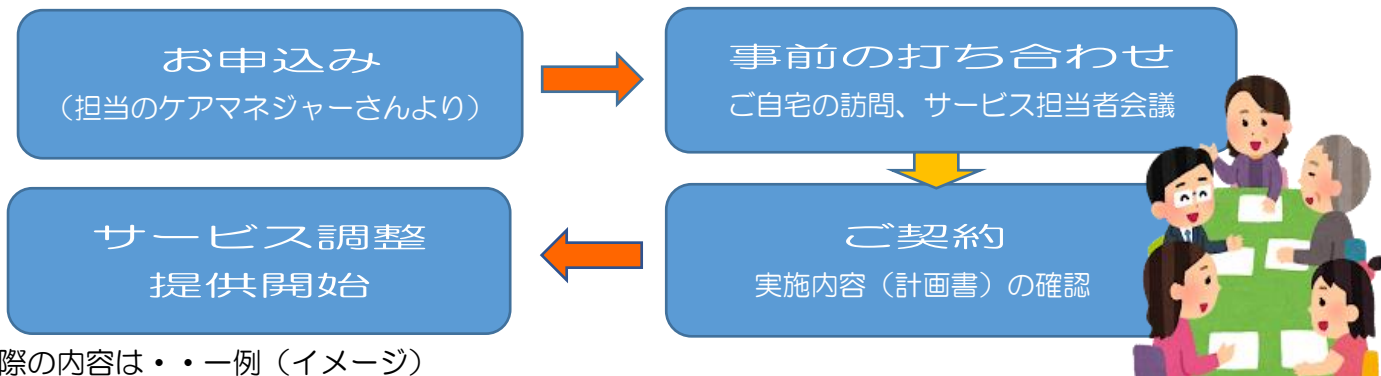 お申込み
（担当のケアマネジャーさんより）
事前の打ち合わせ
ご自宅の訪問、サービス担当者会議
ご契約
実施内容（計画書）の確認
サービス調整
提供開始
際の内容は・・一例（イメージ）